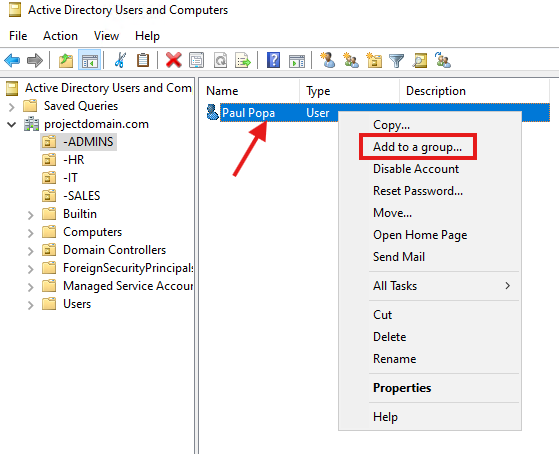 Active Directory Users and Computers
File Action View Help
Active Directory Users and Com
Saved Queries
projectdomain.com
-ADMINS
-HR
-IT
-SALES
Builtin
Computers
Domain Controllers
ForeignSecurityPrincipals
Managed Service Accou
Users
Name Type Description
Paul Popa User
Copy...
Add to a group...
Disable Account
Reset Password...
Move...
Open Home Page
Send Mail
All Tasks
Cut
Delete
Rename
Properties
Help